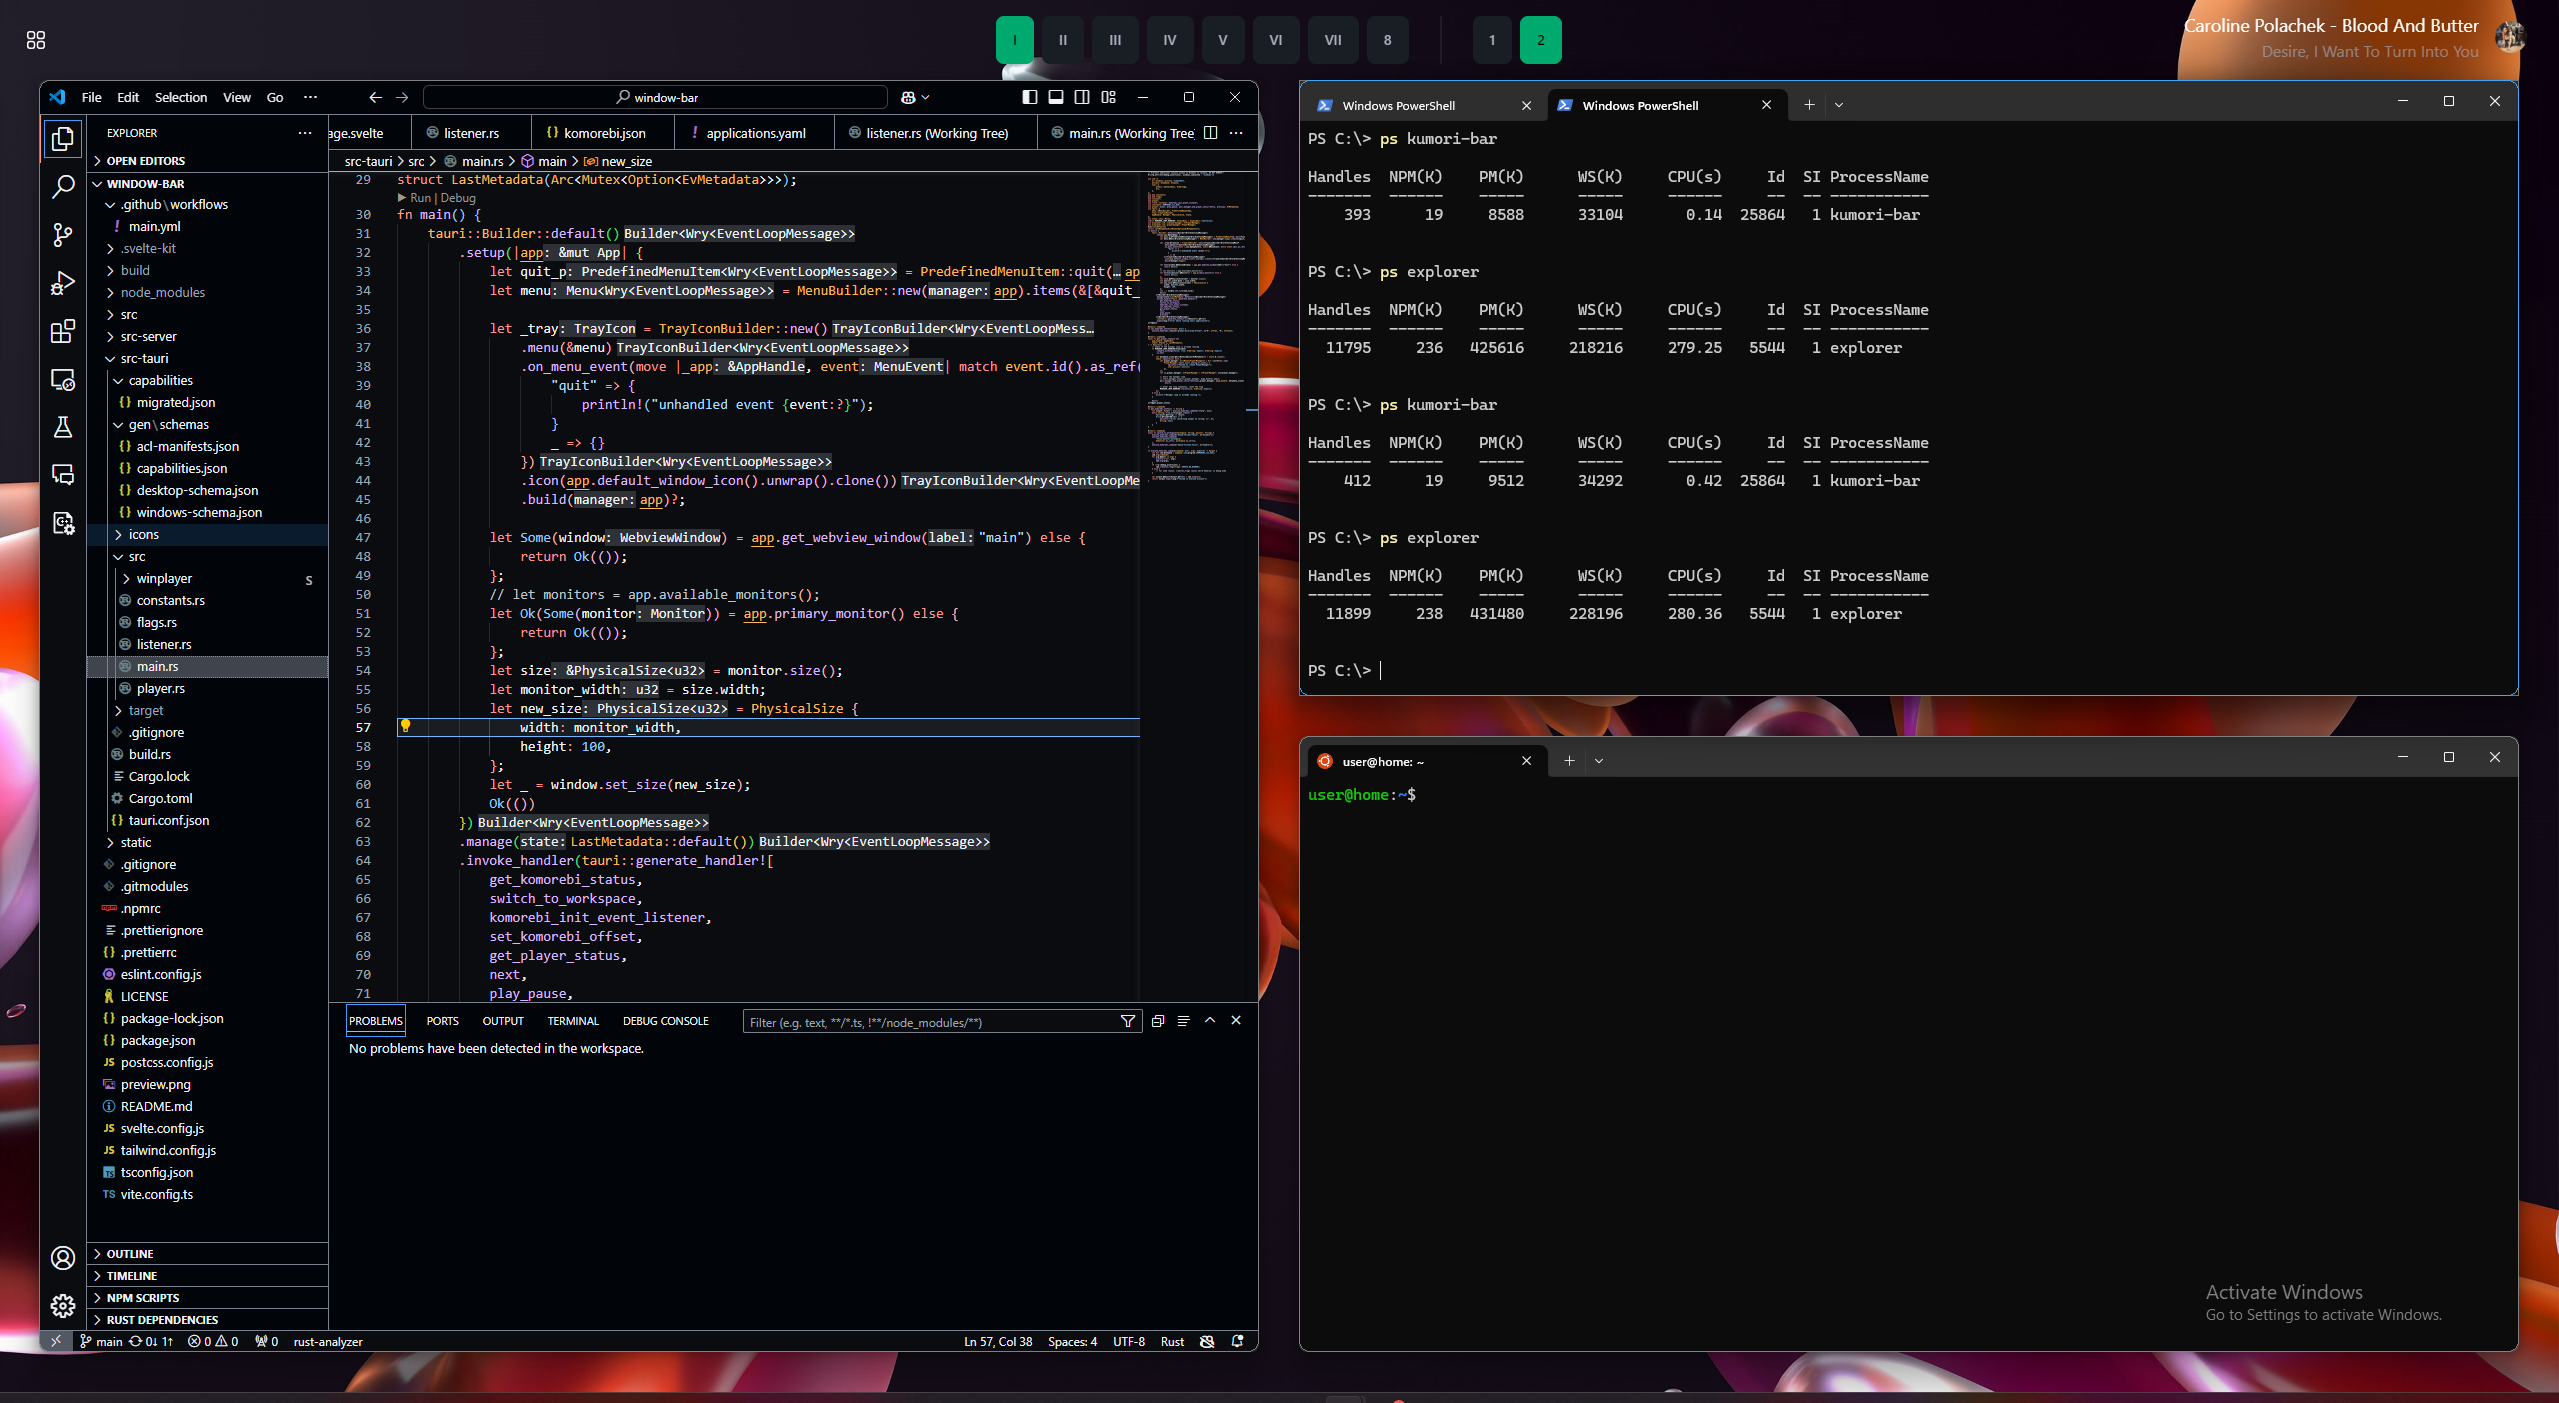 I II III IV V VI VII 8 1 2
Caroline Polachek - Blood And Butter
Desire, I Want To Turn Into You
File Edit Selection View Go ···
window-bar
EXPLORER
OPEN EDITORS
WINDOW-BAR
.github\workflows
main.yml
.svelte-kit
build
node_modules
src
src-server
src-tauri
capabilities
migrated.json
gen\schemas
acl-manifests.json
capabilities.json
desktop-schema.json
windows-schema.json
icons
src
winplayer S
constants.rs
flags.rs
listener.rs
main.rs
player.rs
target
.gitignore
build.rs
Cargo.lock
Cargo.toml
tauri.conf.json
static
.gitignore
.gitmodules
.npmrc
.prettierignore
.prettierrc
eslint.config.js
LICENSE
package-lock.json
package.json
postcss.config.js
preview.png
README.md
svelte.config.js
tailwind.config.js
tsconfig.json
vite.config.ts
OUTLINE
TIMELINE
NPM SCRIPTS
RUST DEPENDENCIES
age.svelte listener.rs komorebi.json applications.yaml listener.rs (Working Tree) main.rs (Working Tree
src-tauri > src > main.rs > main > new_size
29 struct LastMetadata(Arc<Mutex<Option<EvMetadata>>>);
Run | Debug
30 fn main() {
31 tauri::Builder::default() Builder<Wry<EventLoopMessage>>
32 .setup(|app: &mut App| {
33 let quit_p: PredefinedMenuItem<Wry<EventLoopMessage>> = PredefinedMenuItem::quit(… ap
34 let menu: Menu<Wry<EventLoopMessage>> = MenuBuilder::new(manager: app).items(&[&quit_
35
36 let _tray: TrayIcon = TrayIconBuilder::new() TrayIconBuilder<Wry<EventLoopMess…
37 .menu(&menu) TrayIconBuilder<Wry<EventLoopMessage>>
38 .on_menu_event(move |_app: &AppHandle, event: MenuEvent| match event.id().as_ref(
39 "quit" => {
40 println!("unhandled event {event:?}");
41 }
42 _ => {}
43 }) TrayIconBuilder<Wry<EventLoopMessage>>
44 .icon(app.default_window_icon().unwrap().clone()) TrayIconBuilder<Wry<EventLoopMe
45 .build(manager: app)?;
46
47 let Some(window: WebviewWindow) = app.get_webview_window(label: "main") else {
48 return Ok(());
49 };
50 // let monitors = app.available_monitors();
51 let Ok(Some(monitor: Monitor)) = app.primary_monitor() else {
52 return Ok(());
53 };
54 let size: &PhysicalSize<u32> = monitor.size();
55 let monitor_width: u32 = size.width;
56 let new_size: PhysicalSize<u32> = PhysicalSize {
57 width: monitor_width,
58 height: 100,
59 };
60 let _ = window.set_size(new_size);
61 Ok(())
62 }) Builder<Wry<EventLoopMessage>>
63 .manage(state: LastMetadata::default()) Builder<Wry<EventLoopMessage>>
64 .invoke_handler(tauri::generate_handler![
65 get_komorebi_status,
66 switch_to_workspace,
67 komorebi_init_event_listener,
68 set_komorebi_offset,
69 get_player_status,
70 next,
71 play_pause,
PROBLEMS PORTS OUTPUT TERMINAL DEBUG CONSOLE Filter (e.g. text, **/*.ts, !**/node_modules/**)
No problems have been detected in the workspace.
main 0↓ 1↑ 0 0 0 rust-analyzer Ln 57, Col 38 Spaces: 4 UTF-8 Rust
Windows PowerShell Windows PowerShell
PS C:\> ps kumori-bar
Handles NPM(K) PM(K) WS(K) CPU(s) Id SI ProcessName
------- ------ ----- ----- ------ -- -- -----------
393 19 8588 33104 0.14 25864 1 kumori-bar
PS C:\> ps explorer
Handles NPM(K) PM(K) WS(K) CPU(s) Id SI ProcessName
------- ------ ----- ----- ------ -- -- -----------
11795 236 425616 218216 279.25 5544 1 explorer
PS C:\> ps kumori-bar
Handles NPM(K) PM(K) WS(K) CPU(s) Id SI ProcessName
------- ------ ----- ----- ------ -- -- -----------
412 19 9512 34292 0.42 25864 1 kumori-bar
PS C:\> ps explorer
Handles NPM(K) PM(K) WS(K) CPU(s) Id SI ProcessName
------- ------ ----- ----- ------ -- -- -----------
11899 238 431480 228196 280.36 5544 1 explorer
PS C:\>
user@home: ~
user@home:~$
Activate Windows
Go to Settings to activate Windows.